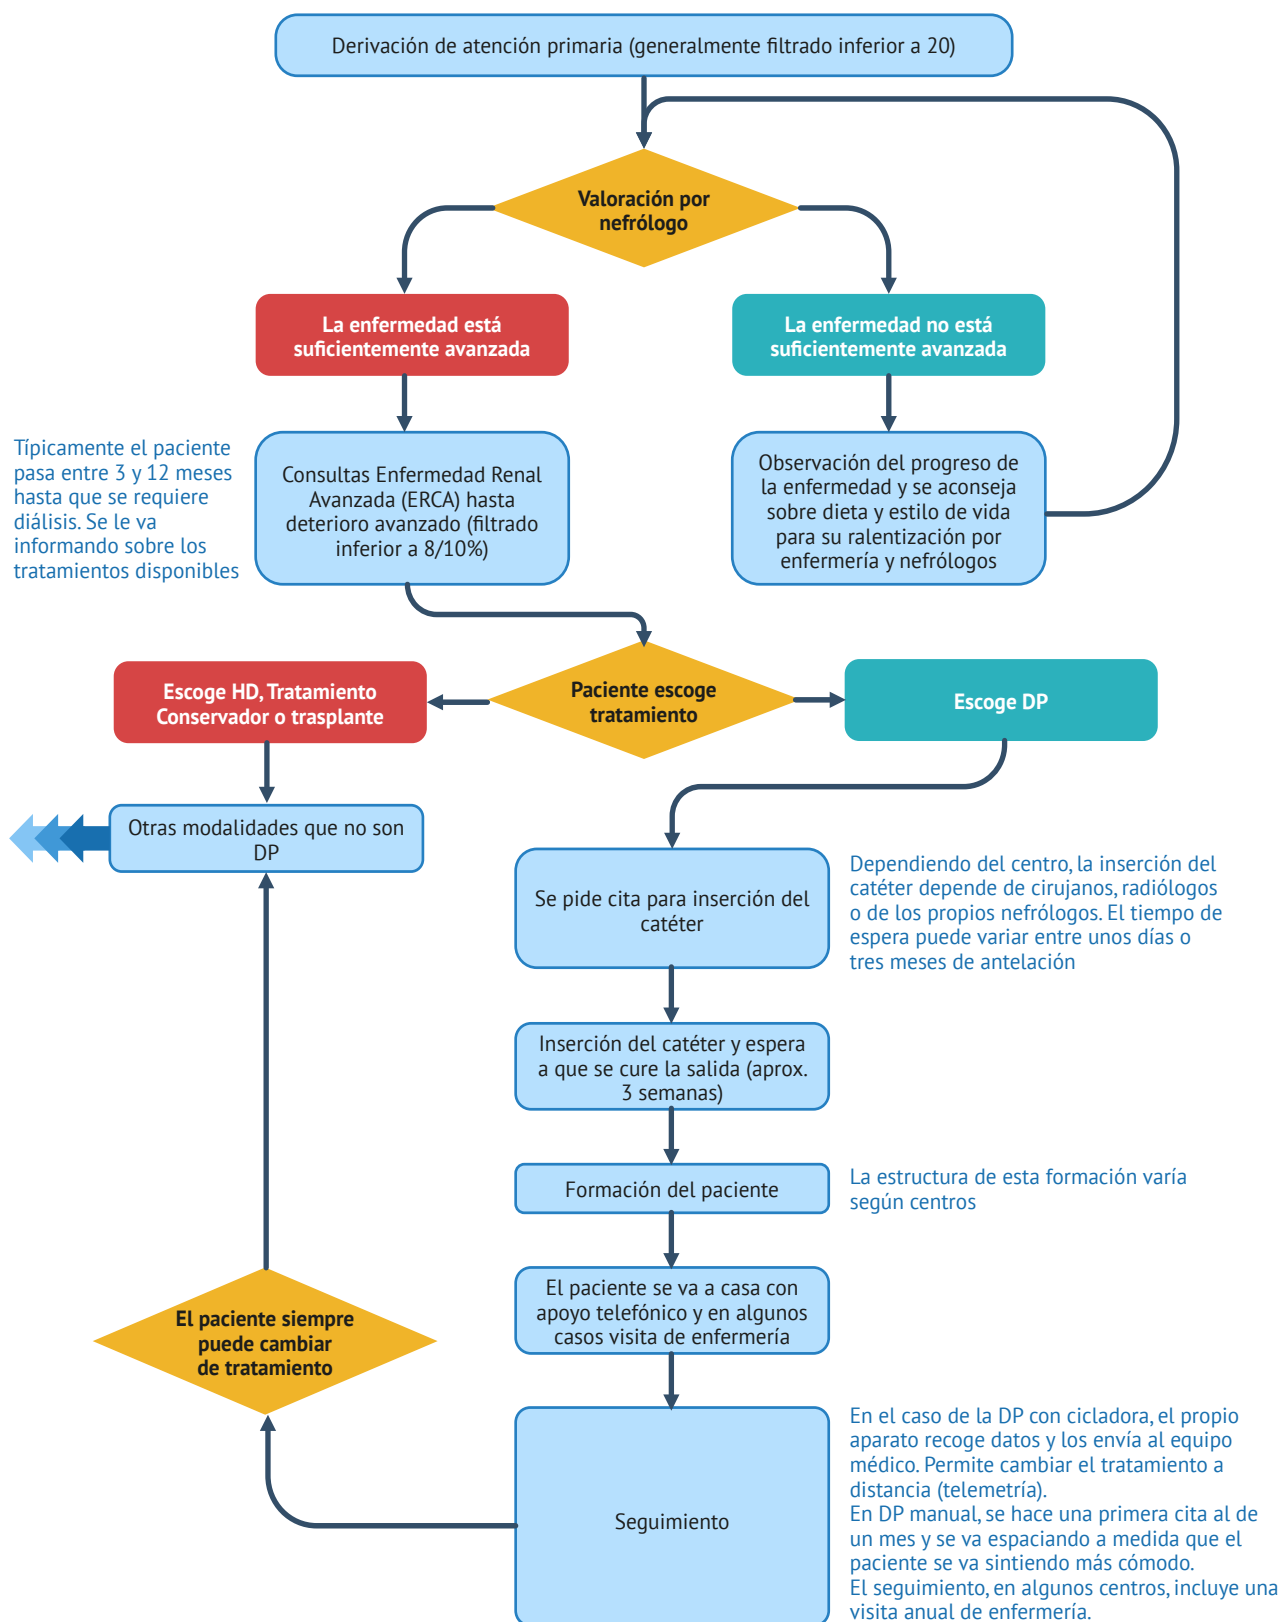 Derivación de atención primaria (generalmente filtrado inferior a 20)
Valoración por
nefrólogo
La enfermedad está
suficientemente avanzada
La enfermedad no está
suficientemente avanzada
Típicamente el paciente
pasa entre 3 y 12 meses
hasta que se requiere
diálisis. Se le va
informando sobre los
tratamientos disponibles
Consultas Enfermedad Renal
Avanzada (ERCA) hasta
deterioro avanzado (filtrado
inferior a 8/10%)
Observación del progreso de
la enfermedad y se aconseja
sobre dieta y estilo de vida
para su ralentización por
enfermería y nefrólogos
Escoge HD, Tratamiento
Conservador o trasplante
Paciente escoge
tratamiento
Escoge DP
Otras modalidades que no son
DP
Se pide cita para inserción del
catéter
Dependiendo del centro, la inserción del
catéter depende de cirujanos, radiólogos
o de los propios nefrólogos. El tiempo de
espera puede variar entre unos días o
tres meses de antelación
Inserción del catéter y espera
a que se cure la salida (aprox.
3 semanas)
Formación del paciente
La estructura de esta formación varía
según centros
El paciente se va a casa con
apoyo telefónico y en algunos
casos visita de enfermería
El paciente siempre
puede cambiar
de tratamiento
Seguimiento
En el caso de la DP con cicladora, el propio
aparato recoge datos y los envía al equipo
médico. Permite cambiar el tratamiento a
distancia (telemetría).
En DP manual, se hace una primera cita al de
un mes y se va espaciando a medida que el
paciente se va sintiendo más cómodo.
El seguimiento, en algunos centros, incluye una
visita anual de enfermería.